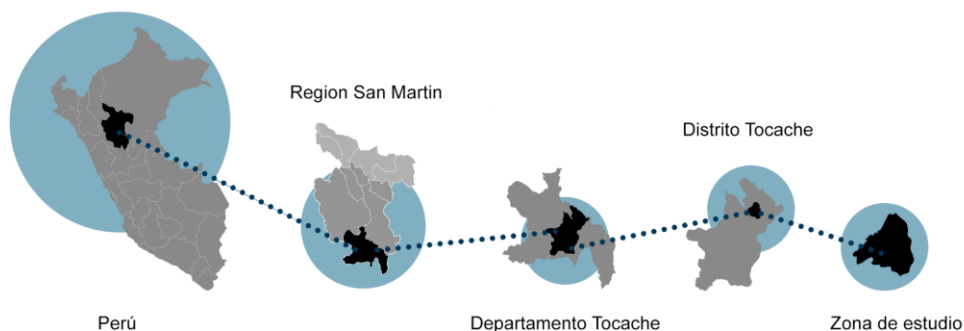 Region San Martin
Distrito Tocache
Perú
Departamento Tocache
Zona de estudio